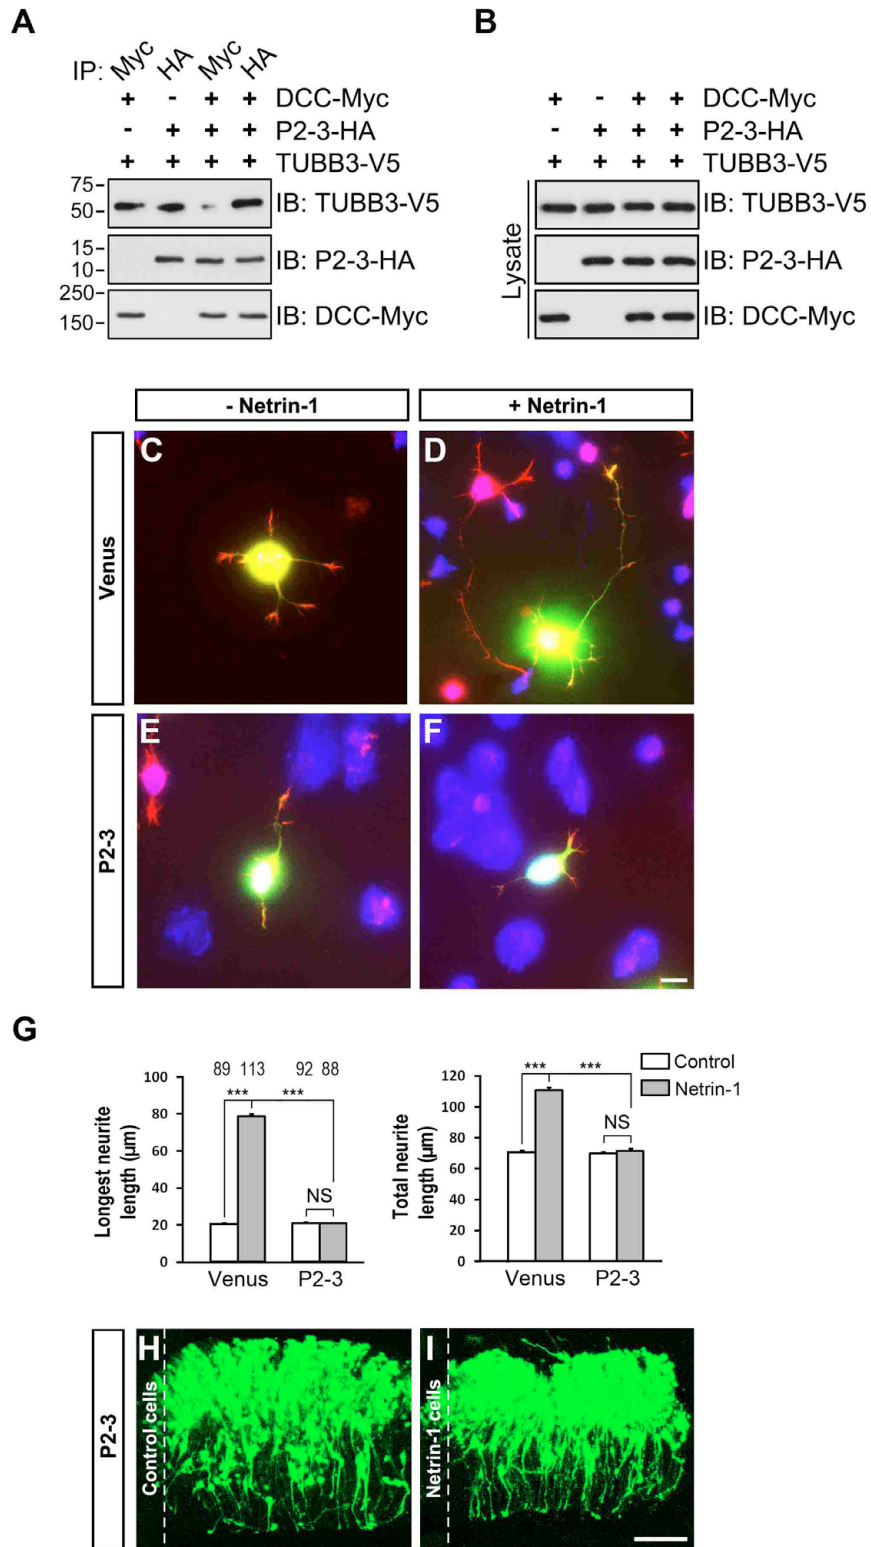 A
IP: Myc HA Myc HA
+ - + + DCC-Myc
- + + + P2-3-HA
+ + + + TUBB3-V5
75
50
IB: TUBB3-V5
15
10
IB: P2-3-HA
250
150
IB: DCC-Myc
B
+ - + + DCC-Myc
- + + + P2-3-HA
+ + + + TUBB3-V5
Lysate
IB: TUBB3-V5
IB: P2-3-HA
IB: DCC-Myc
- Netrin-1
+ Netrin-1
Venus
C
D
P2-3
E
F
G
Longest neurite
length (μm)
100
80
60
40
20
0
89 113 92 88
*** ***
NS
Venus P2-3
Total neurite
length (μm)
120
100
80
60
40
20
0
*** ***
NS
Venus P2-3
Control
Netrin-1
P2-3
H
Control cells
I
Netrin-1 cells